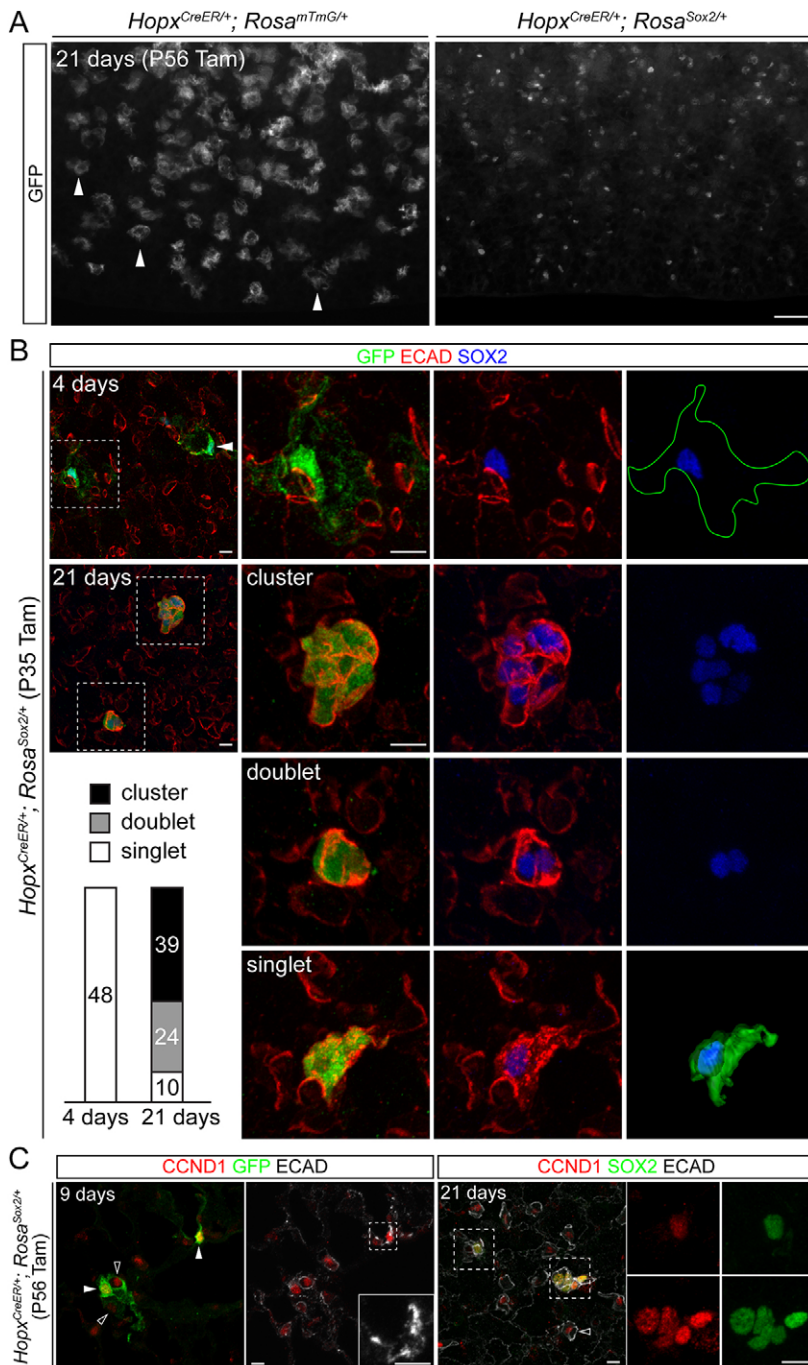 A
Hopx^CreER/+; Rosa^mTmG/+
Hopx^CreER/+; Rosa^Sox2/+
GFP
21 days (P56 Tam)
B
GFP ECAD SOX2
Hopx^CreER/+; Rosa^Sox2/+ (P35 Tam)
4 days
21 days
cluster
doublet
singlet
cluster
doublet
singlet
48
39
24
10
4 days
21 days
C
CCND1 GFP ECAD
CCND1 SOX2 ECAD
Hopx^CreER/+; Rosa^Sox2/+
(P56 Tam)
9 days
21 days